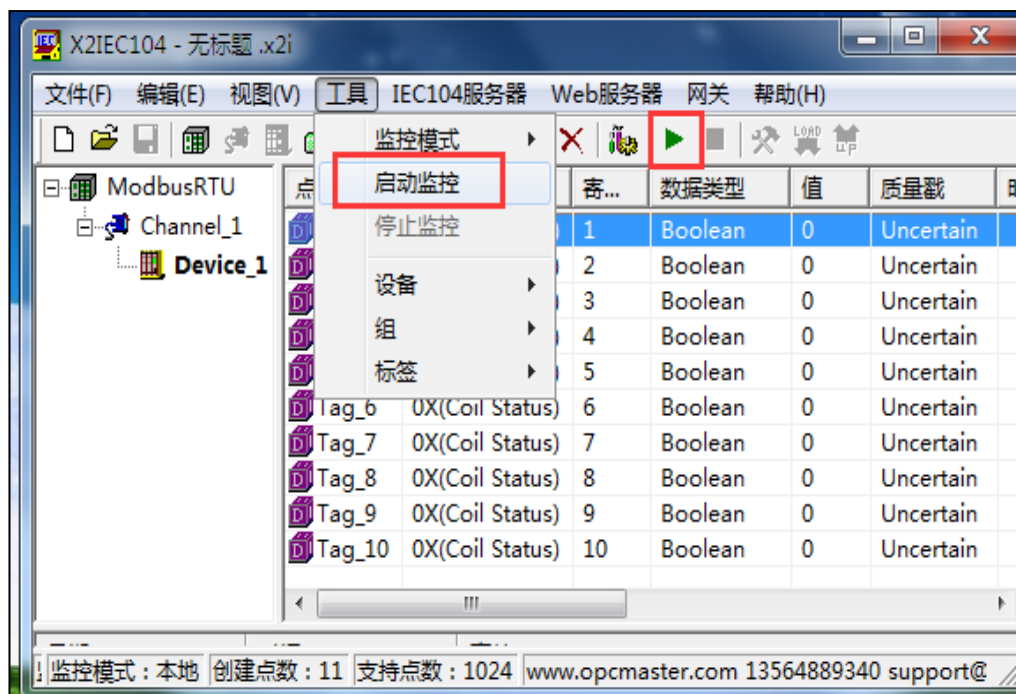 X2IEC104 - 无标题 .x2i
文件(F) 编辑(E) 视图(V) 工具 IEC104服务器 Web服务器 网关 帮助(H)
监控模式
启动监控
停止监控
设备
组
标签
ModbusRTU
Channel_1
Device_1
点 寄... 数据类型 值 质量戳
1 Boolean 0 Uncertain
2 Boolean 0 Uncertain
3 Boolean 0 Uncertain
4 Boolean 0 Uncertain
5 Boolean 0 Uncertain
Tag_6 0X(Coil Status) 6 Boolean 0 Uncertain
Tag_7 0X(Coil Status) 7 Boolean 0 Uncertain
Tag_8 0X(Coil Status) 8 Boolean 0 Uncertain
Tag_9 0X(Coil Status) 9 Boolean 0 Uncertain
Tag_10 0X(Coil Status) 10 Boolean 0 Uncertain
监控模式：本地 创建点数：11 支持点数：1024 www.opcmaster.com 13564889340 support@